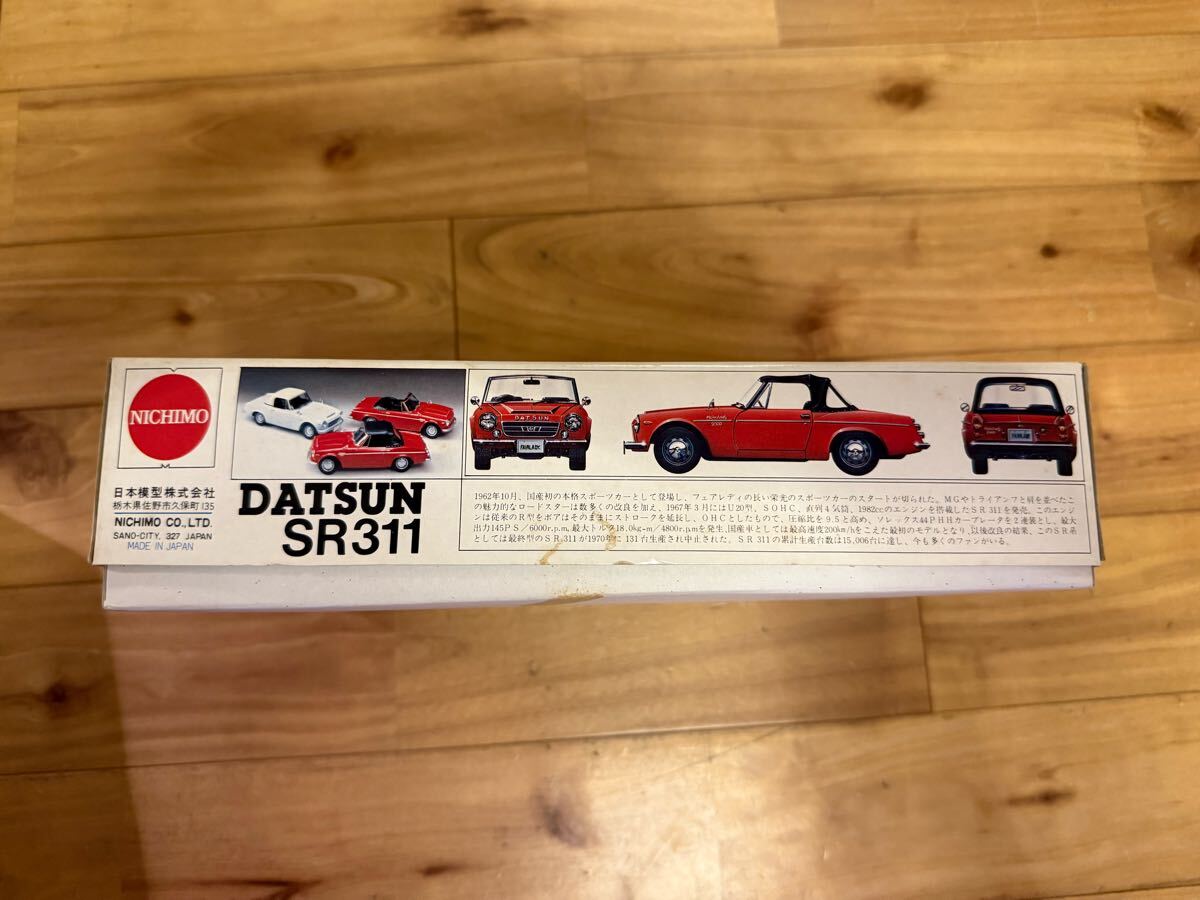 NICHIMO
日本模型株式会社
栃木県佐野市久保町135
NICHIMO CO.,LTD.
SANO-CITY, 327 JAPAN
MADE IN JAPAN
DATSUN
SR311
DATSUN
FAIRLADY
2000
1962年10月、国産初の本格スポーツカーとして登場し、フェアレディの長い栄光のスポーツカーのスタートが切られた。MGやトライアンフと肩を並べたこ
の魅力的なロードスターは数多くの改良を加え、1967年3月にはU20型、SOHC、直列4気筒、1982ccのエンジンを搭載したSR311を発売。このエンジ
ンは従来のR型をボアはそのままにストロークを延長し、OHCとしたもので、圧縮比を9.5と高め、ソレックス44PHHカーブレータを2連装とし、最大
出力145PS/6000r.p.m,最大トルク18.0kg-m/4800r.p.mを発生、国産車としては最高速度200km/hをこえた最初のモデルとなり、以後改良の結果、このSR系
としては最終型のSR311が1970年に131台生産され中止された。SR311の累計生産台数は15,006台に達し、今も多くのファンがいる。